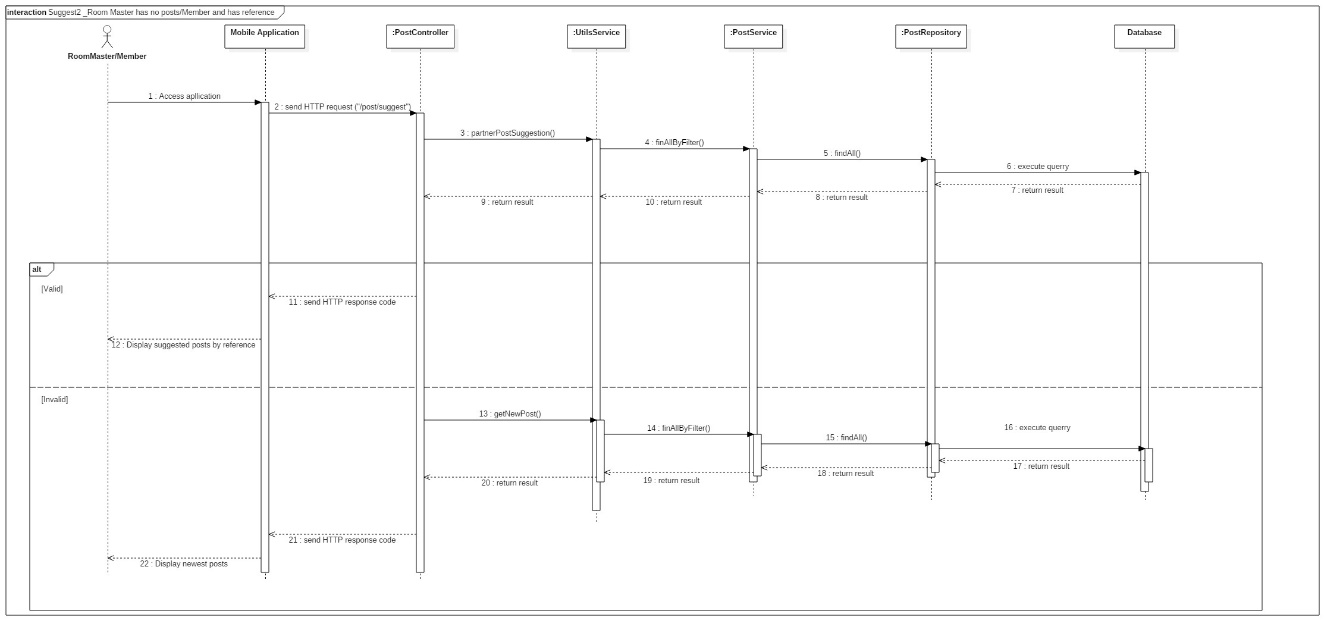 interaction Suggest2 _Room Master has no posts/Member and has reference
RoomMaster/Member
Mobile Application
:PostController
:UtilsService
:PostService
:PostRepository
Database
1 : Access apllication
2 : send HTTP request ("/post/suggest")
3 : partnerPostSuggestion()
4 : finAllByFilter()
5 : findAll()
6 : execute querry
7 : return result
8 : return result
10 : return result
9 : return result
alt
[Valid]
11 : send HTTP response code
12 : Display suggested posts by reference
[Invalid]
13 : getNewPost()
14 : finAllByFilter()
15 : findAll()
16 : execute querry
17 : return result
18 : return result
19 : return result
20 : return result
21 : send HTTP response code
22 : Display newest posts